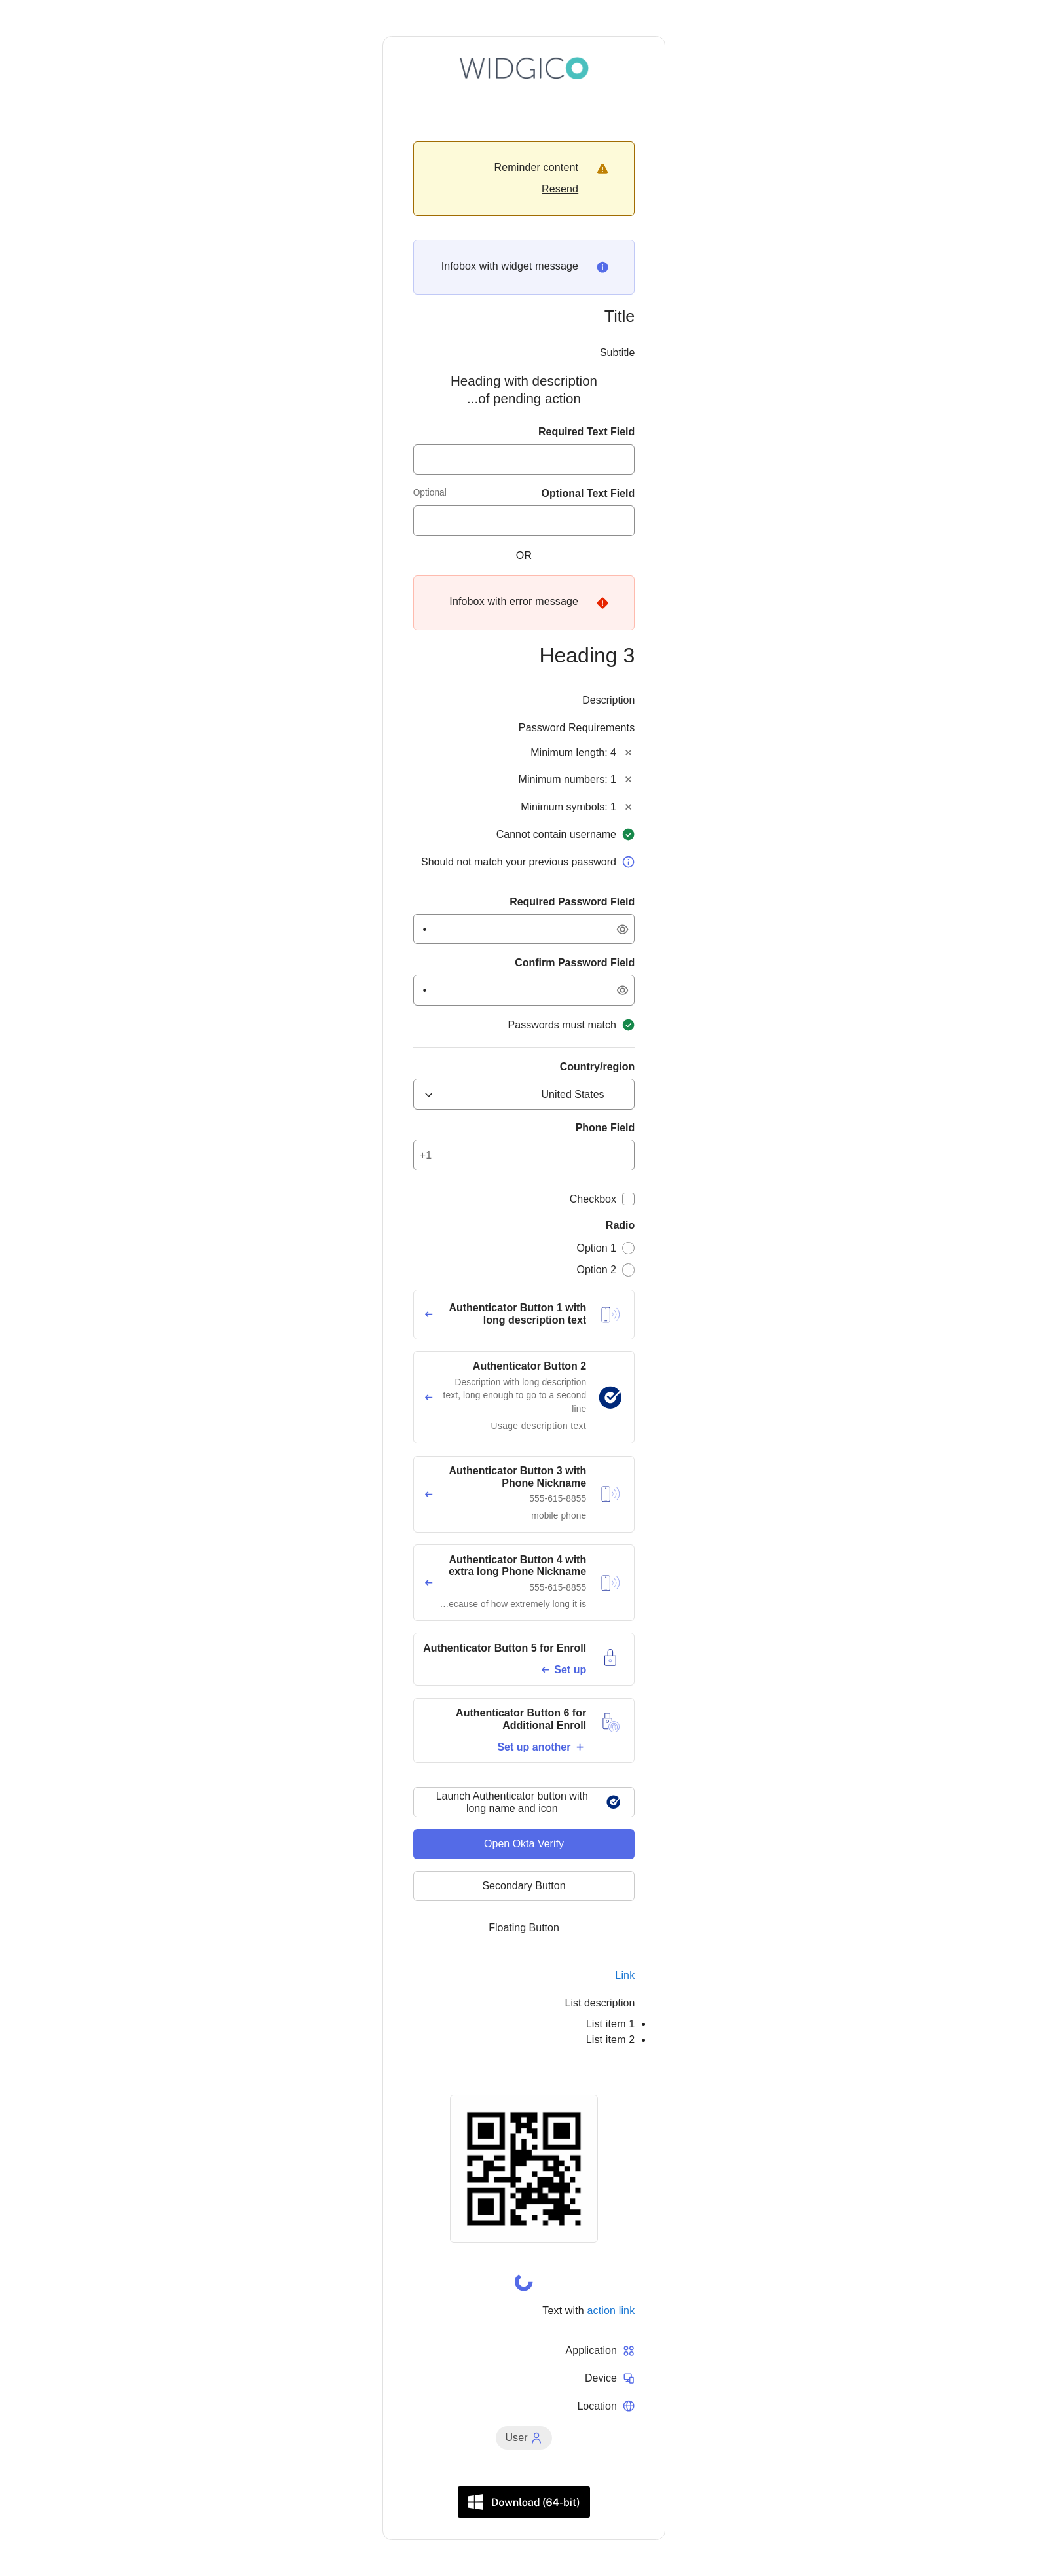 WIDGICO
Reminder content
Resend
Infobox with widget message
Title
Subtitle
Heading with description
...of pending action
Required Text Field
Optional Text Field
Optional
OR
Infobox with error message
Heading 3
Description
Password Requirements
Minimum length: 4
Minimum numbers: 1
Minimum symbols: 1
Cannot contain username
Should not match your previous password
Required Password Field
•
Confirm Password Field
•
Passwords must match
Country/region
United States
Phone Field
+1
Checkbox
Radio
Option 1
Option 2
Authenticator Button 1 with
long description text
Authenticator Button 2
Description with long description
text, long enough to go to a second
line
Usage description text
Authenticator Button 3 with
Phone Nickname
555-615-8855
mobile phone
Authenticator Button 4 with
extra long Phone Nickname
555-615-8855
...ecause of how extremely long it is
Authenticator Button 5 for Enroll
Set up
Authenticator Button 6 for
Additional Enroll
Set up another
Launch Authenticator button with
long name and icon
Open Okta Verify
Secondary Button
Floating Button
Link
List description
List item 1
List item 2
Text with action link
Application
Device
Location
User
Download (64-bit)